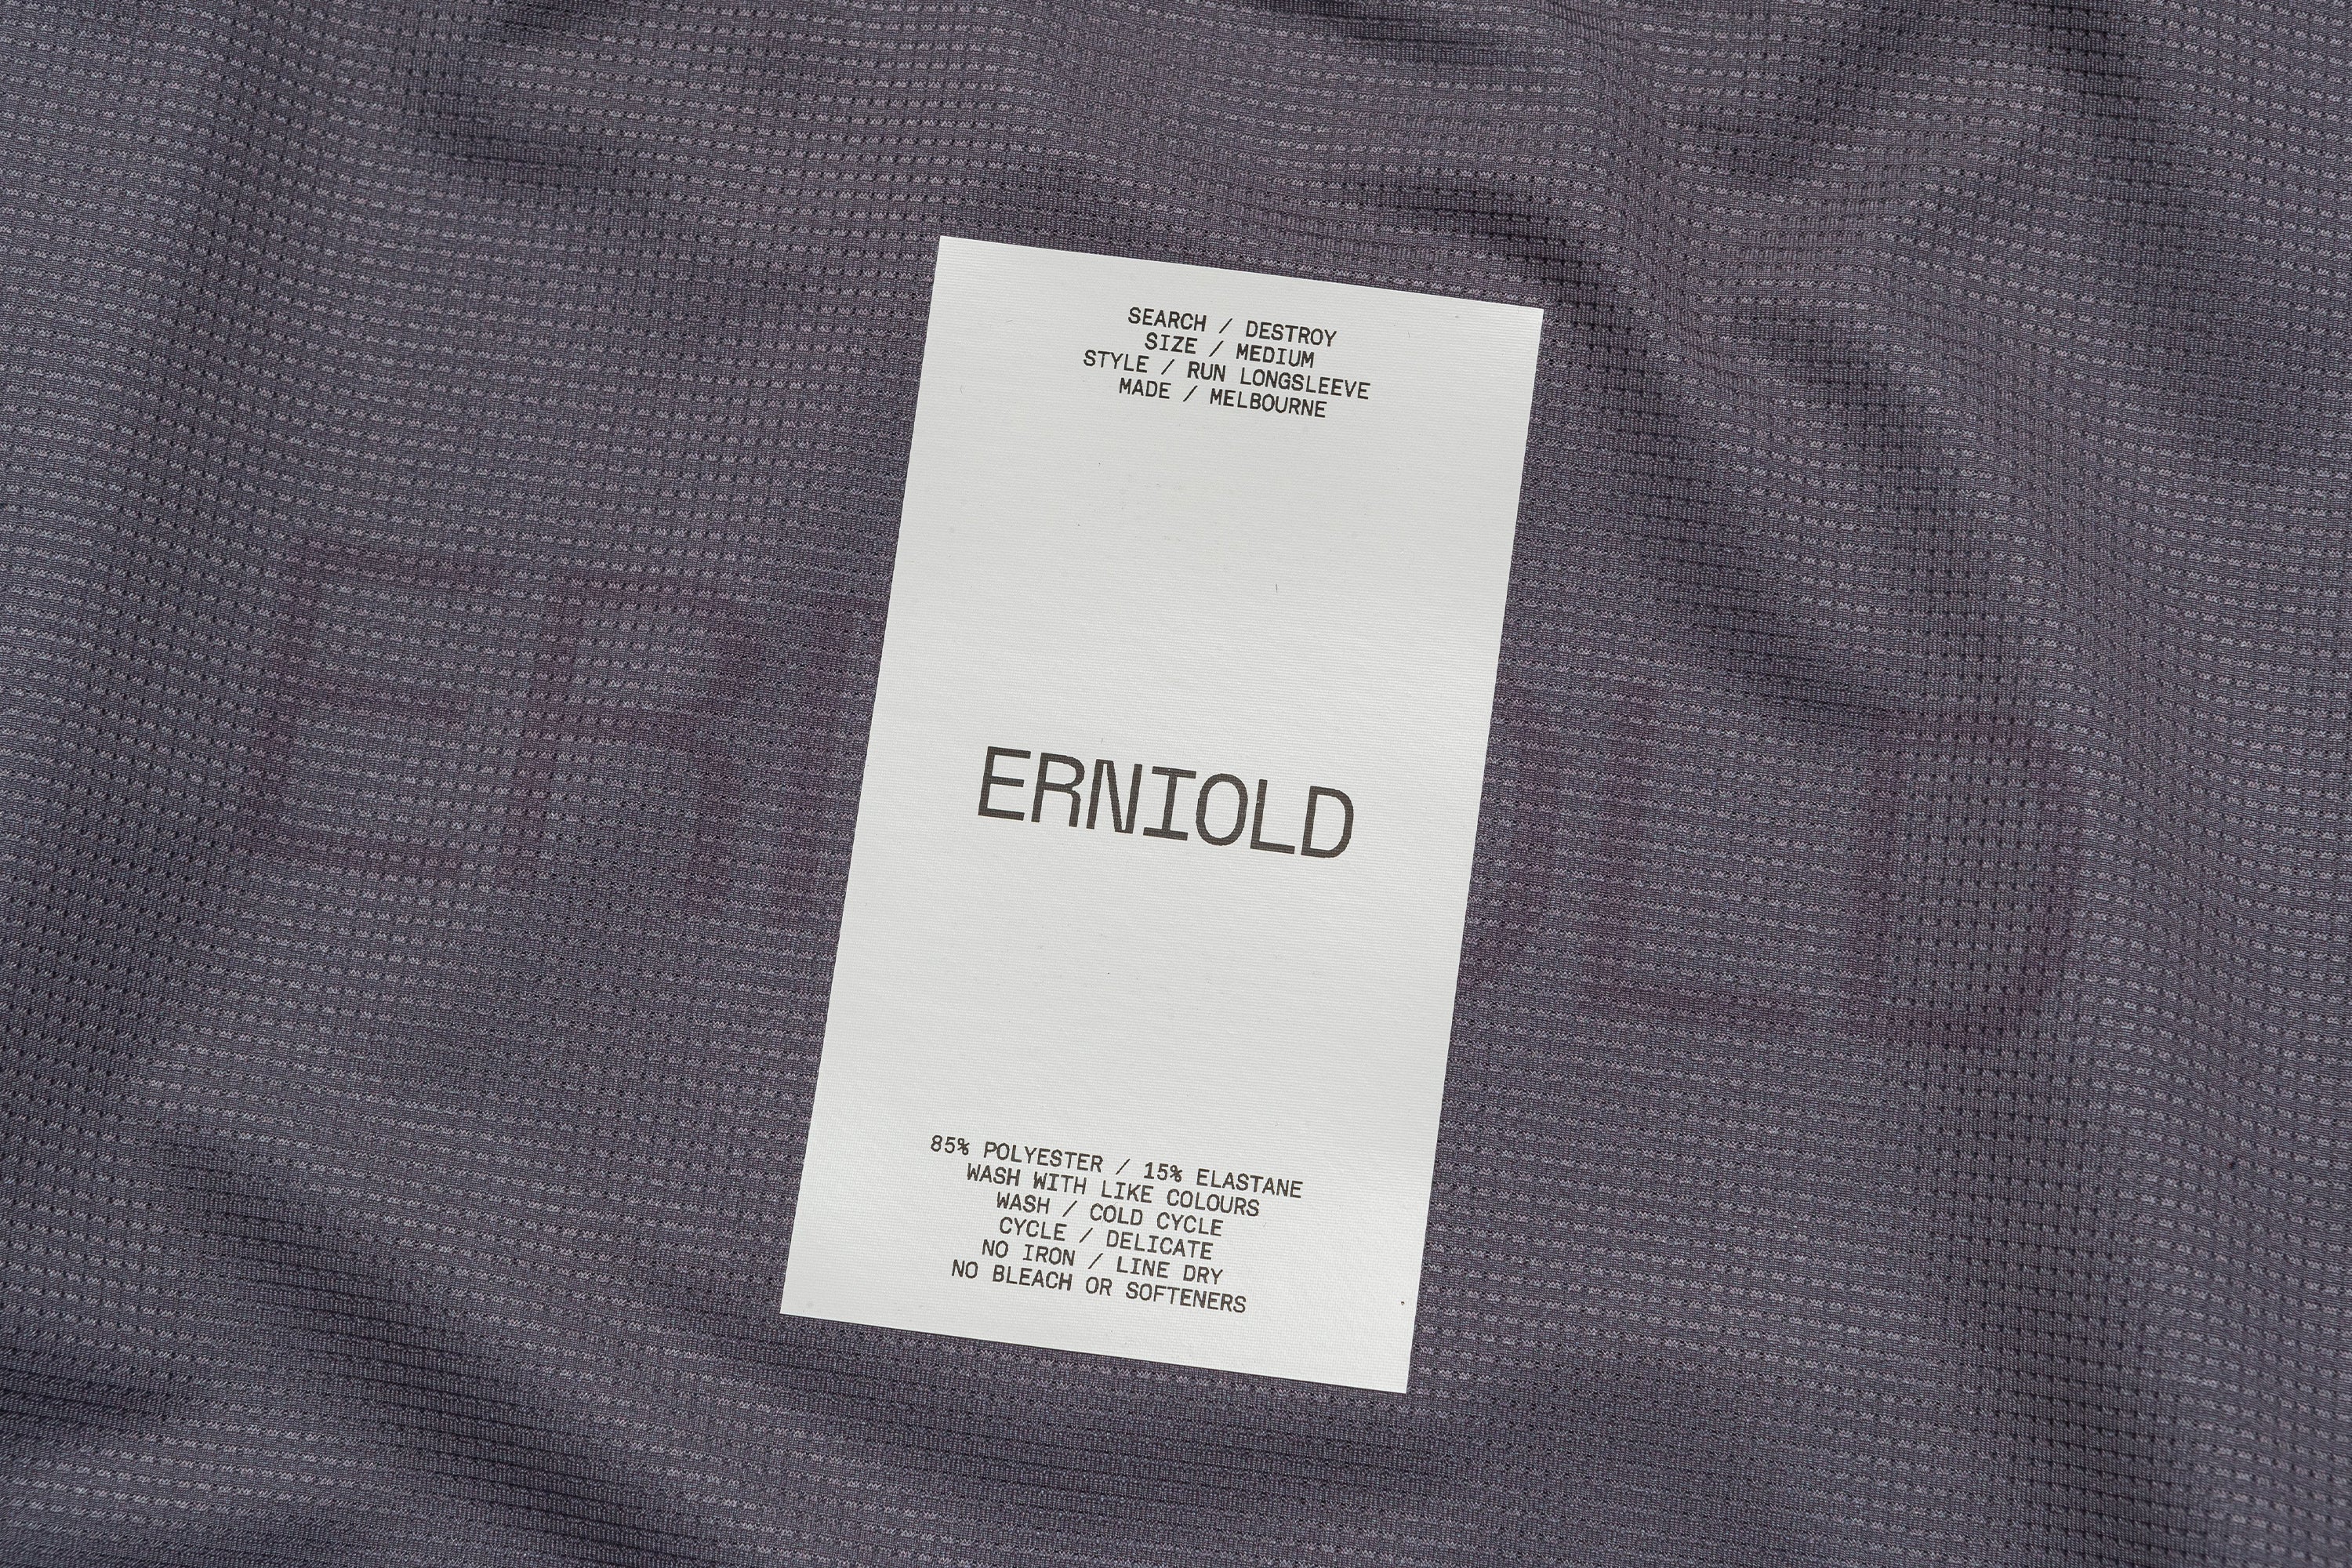 SEARCH / DESTROY
SIZE / MEDIUM
STYLE / RUN LONGSLEEVE
MADE / MELBOURNE
ERNIOLD
85% POLYESTER / 15% ELASTANE
WASH WITH LIKE COLOURS
WASH / COLD CYCLE
CYCLE / DELICATE
NO IRON / LINE DRY
NO BLEACH OR SOFTENERS